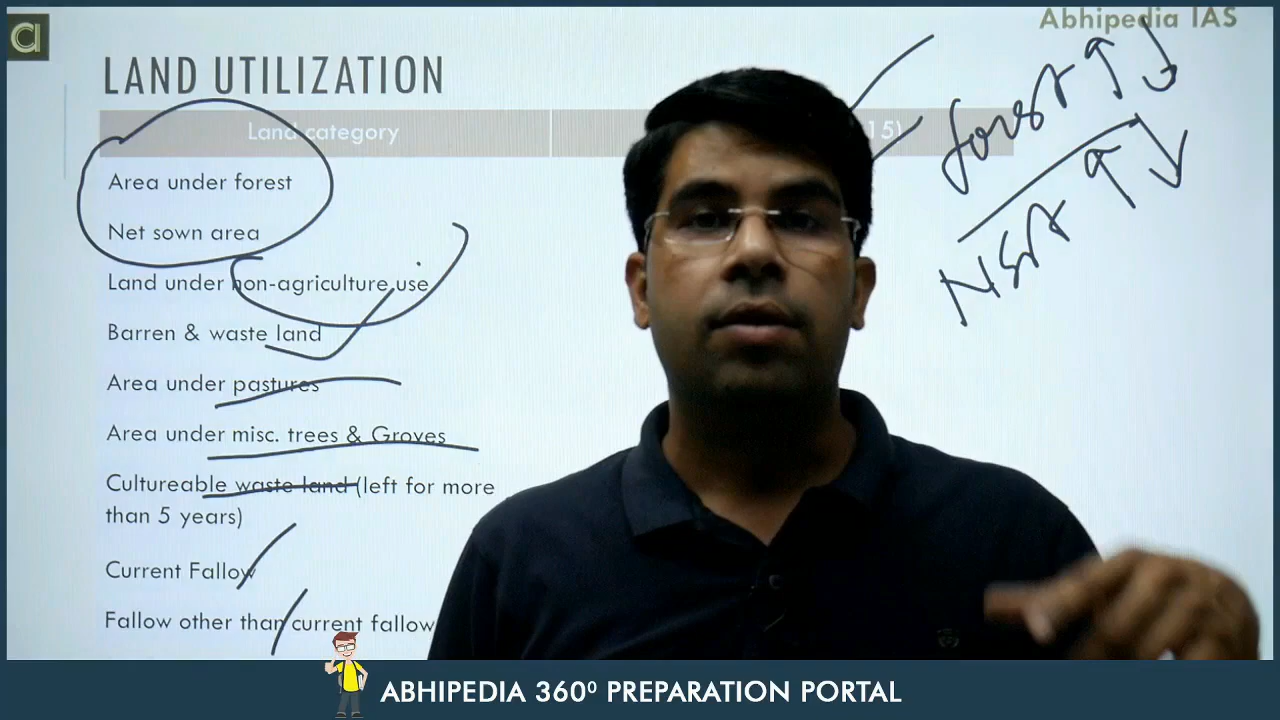 Abhipedia IAS
LAND UTILIZATION
Land category
15)
Area under forest
Net sown area
Land under non-agriculture use
Barren & waste land
Area under pastures
Area under misc. trees & Groves
Cultureable waste land (left for more
than 5 years)
Current Fallow
Fallow other than current fallow
forest ↑↓
NSA ↑↓
ABHIPEDIA 360⁰ PREPARATION PORTAL